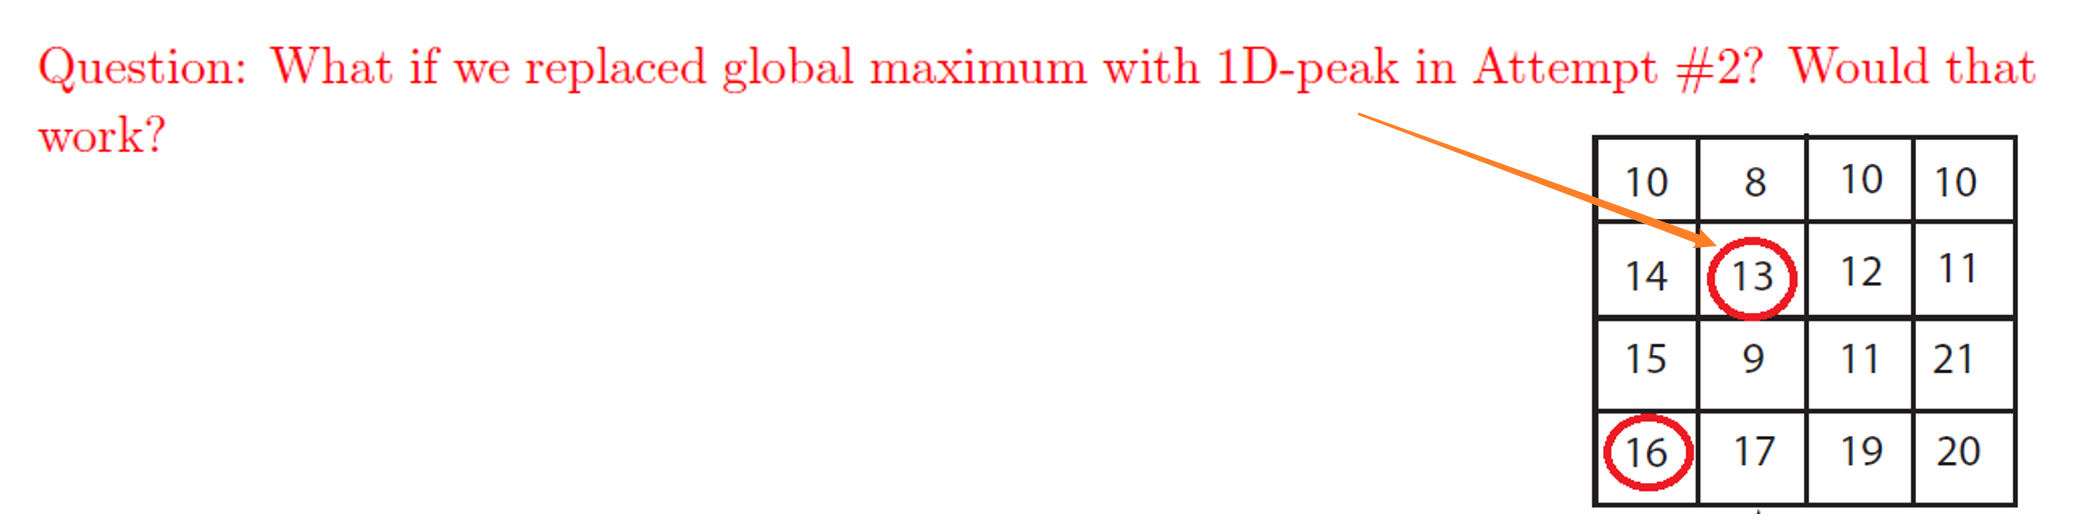 Question: What if we replaced global maximum with 1D-peak in Attempt #2? Would that
work?
10 8 10 10
14 13 12 11
15 9 11 21
16 17 19 20